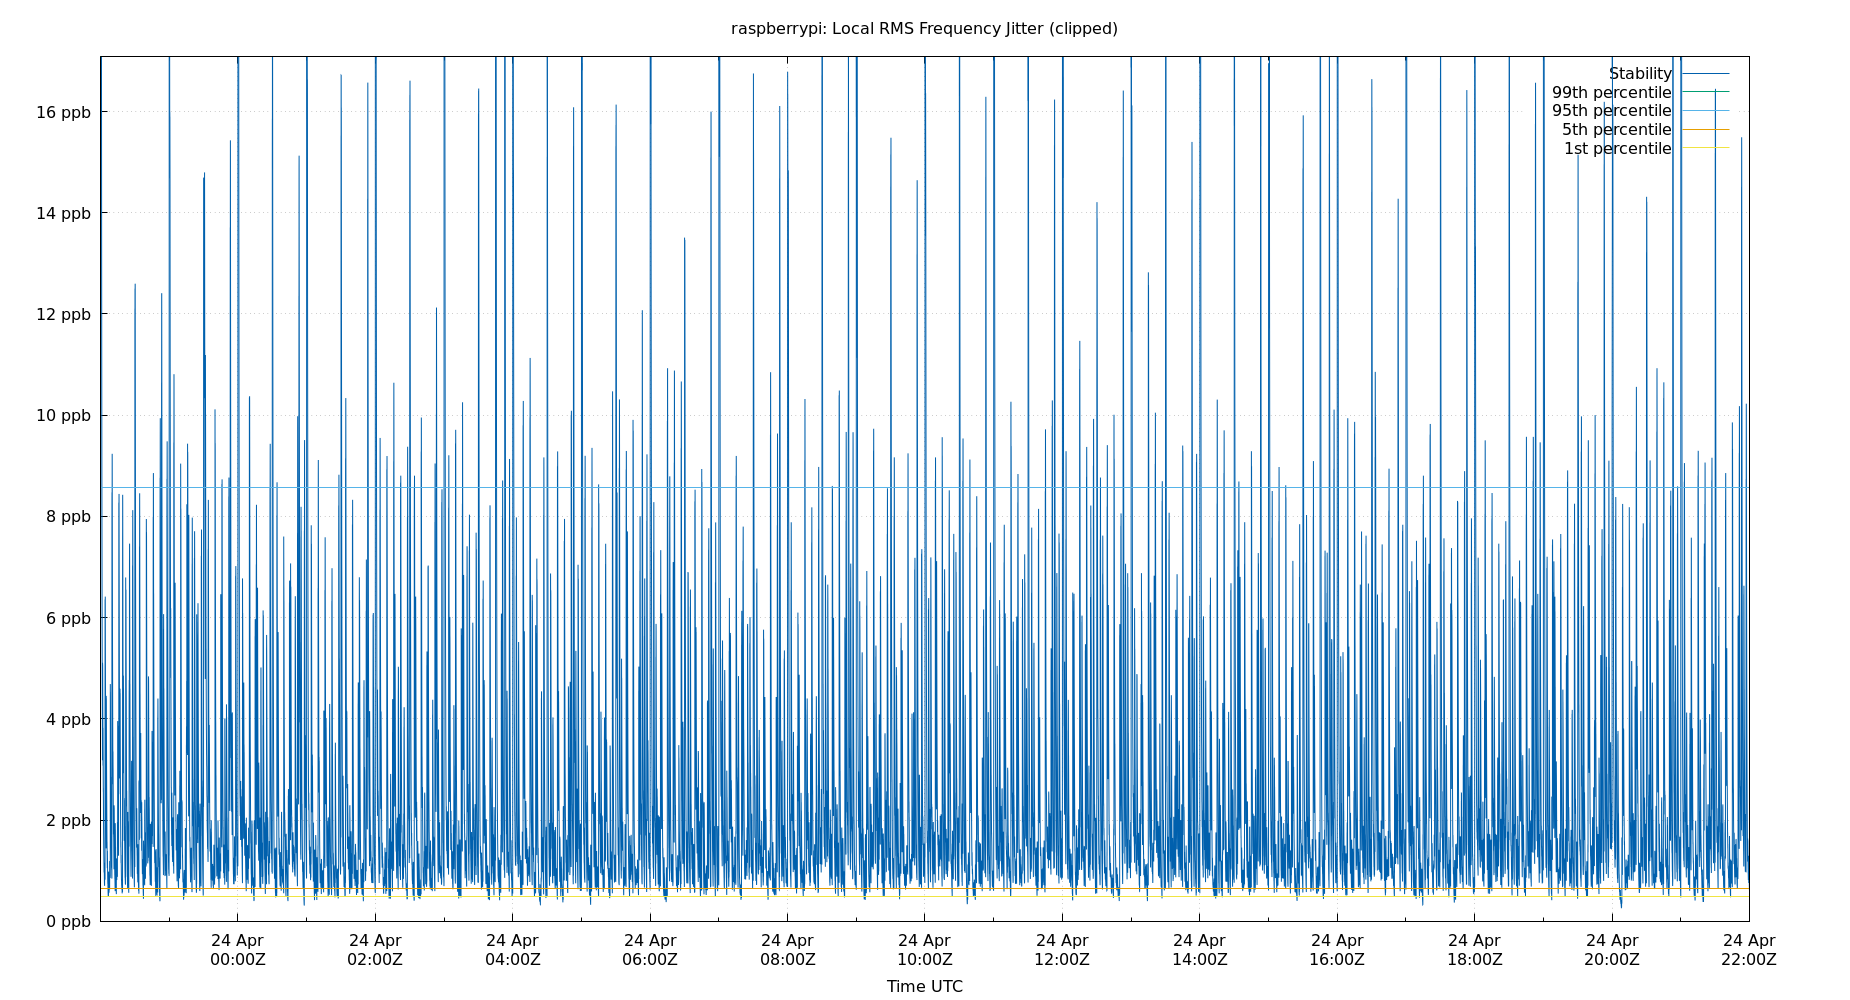 raspberrypi: Local RMS Frequency Jitter (clipped)
Stability
99th percentile
95th percentile
5th percentile
1st percentile
16 ppb
14 ppb
12 ppb
10 ppb
8 ppb
6 ppb
4 ppb
2 ppb
0 ppb
24 Apr 24 Apr 24 Apr 24 Apr 24 Apr 24 Apr 24 Apr 24 Apr 24 Apr 24 Apr 24 Apr 24 Apr
00:00Z 02:00Z 04:00Z 06:00Z 08:00Z 10:00Z 12:00Z 14:00Z 16:00Z 18:00Z 20:00Z 22:00Z
Time UTC